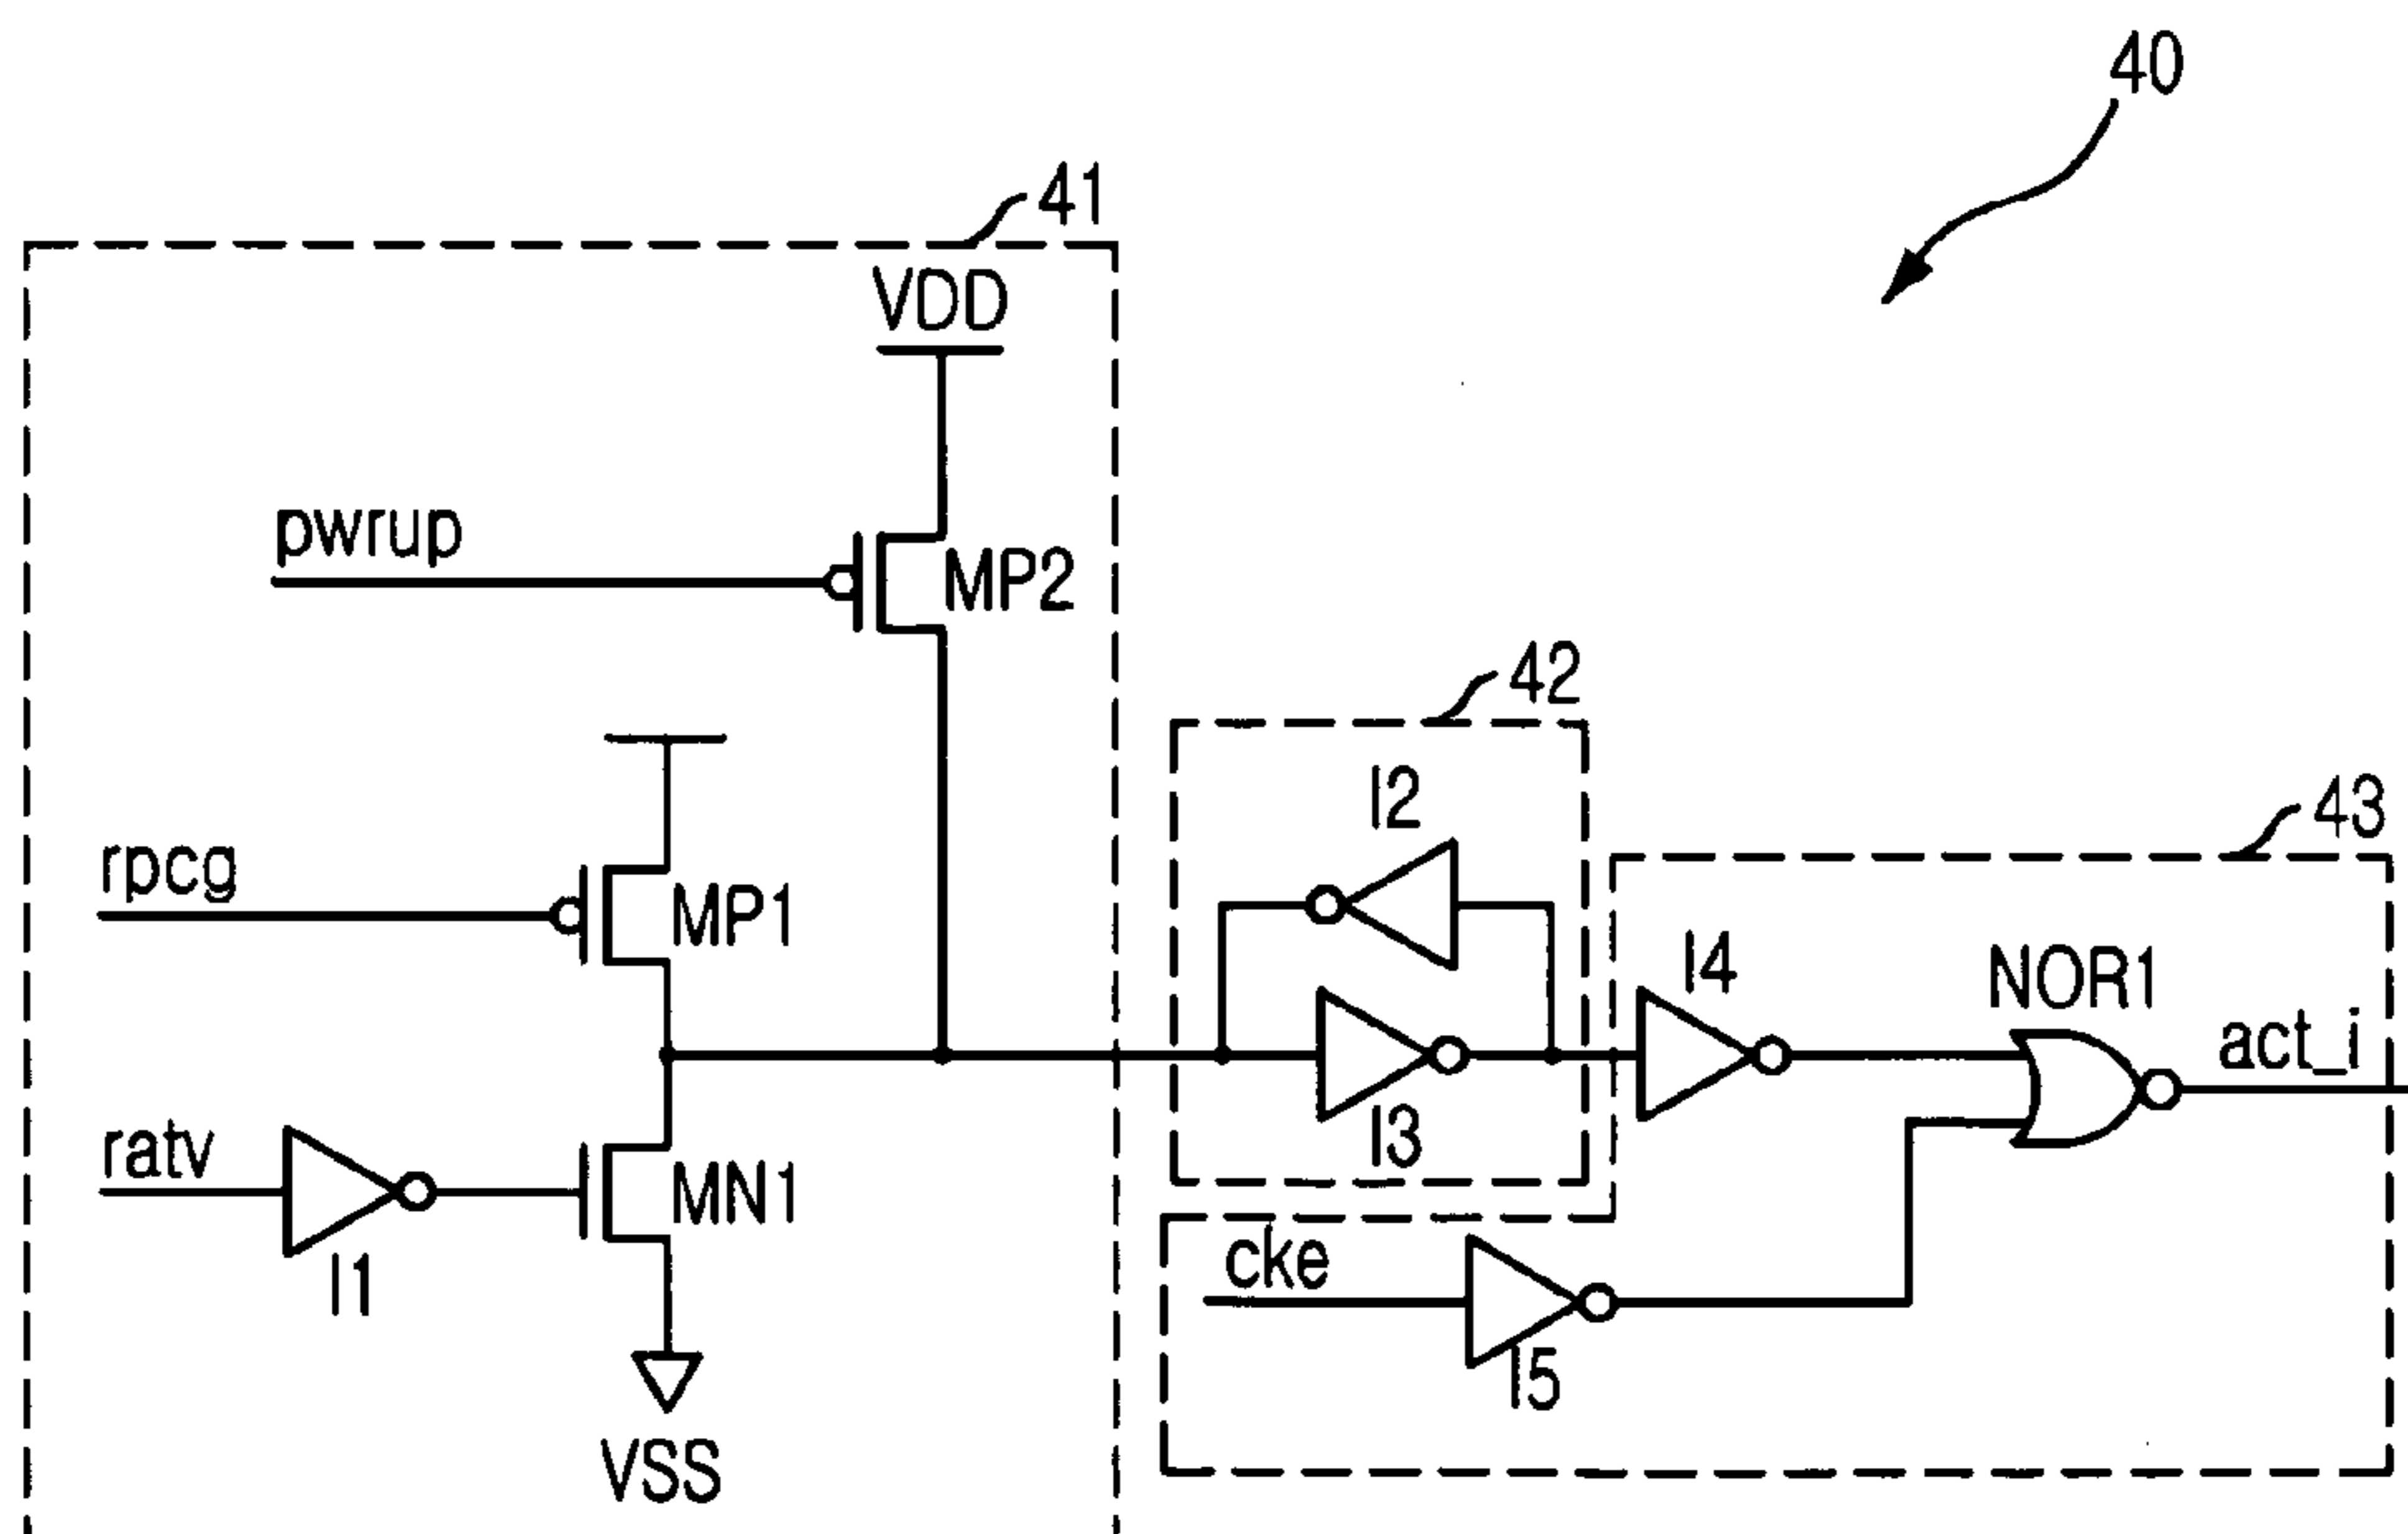 40
41
VDD
pwrup
MP2
42
I2
43
rpcg
MP1
I4
NOR1
act_i
ratv
MN1
I3
I1
cke
I5
VSS